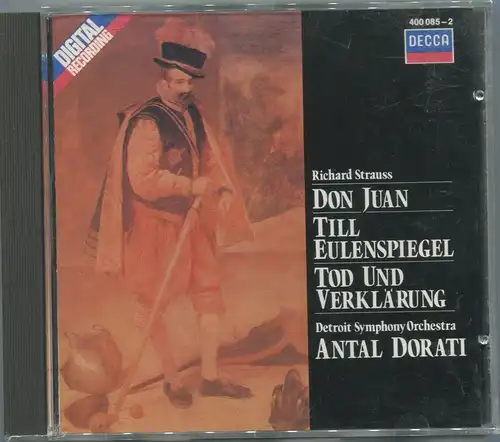 DIGITAL
RECORDING
400 085-2
DECCA
Richard Strauss
DON JUAN
TILL
EULENSPIEGEL
TOD UND
VERKLÄRUNG
Detroit Symphony Orchestra
ANTAL DORATI